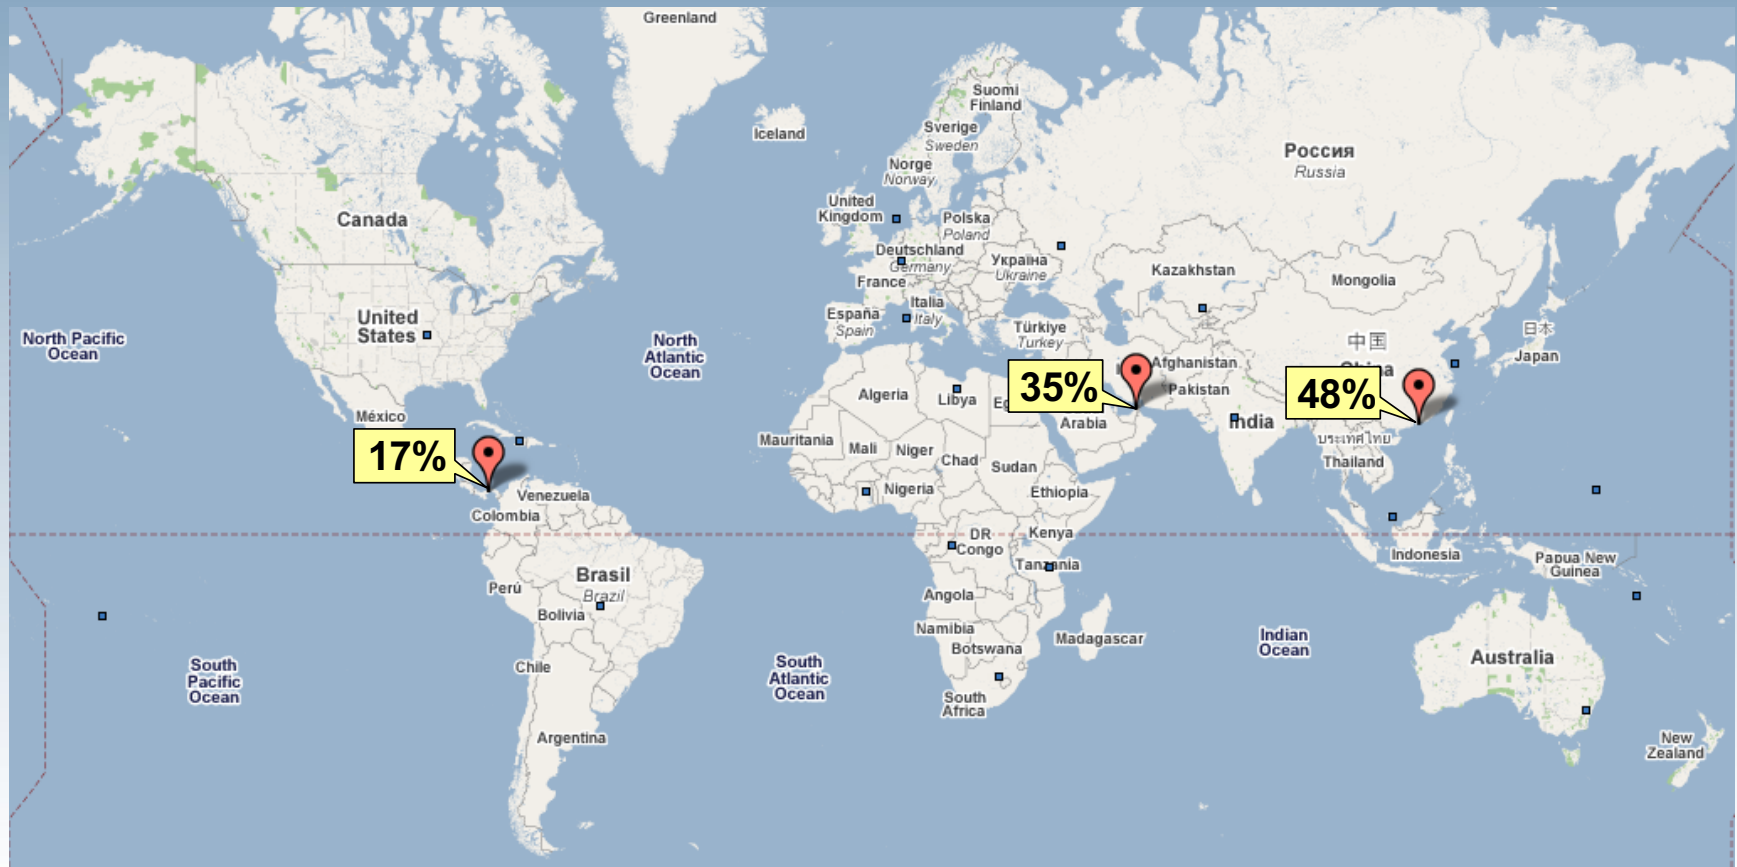 Greenland
Iceland
Suomi
Finland
Sverige
Sweden
Norge
Norway
Россия
Russia
Canada
United
Kingdom
Polska
Poland
Deutschland
Germany
Україна
Ukraine
France
Kazakhstan
Mongolia
United
States
España
Spain
Italia
Italy
Türkiye
Turkey
North Pacific
Ocean
North
Atlantic
Ocean
中国
日本
Japan
Afghanistan
Pakistan
35%
48%
México
Algeria
Libya
Arabia
India
ประเทศไทย
Thailand
17%
Mauritania
Mali
Niger
Chad
Sudan
Nigeria
Ethiopia
Venezuela
Colombia
DR
Congo
Kenya
Tanzania
Indonesia
Papua New
Guinea
Perú
Brasil
Brazil
Bolivia
Angola
Namibia
Botswana
Madagascar
Indian
Ocean
Australia
Chile
South
Pacific
Ocean
South
Atlantic
Ocean
South
Africa
Argentina
New
Zealand